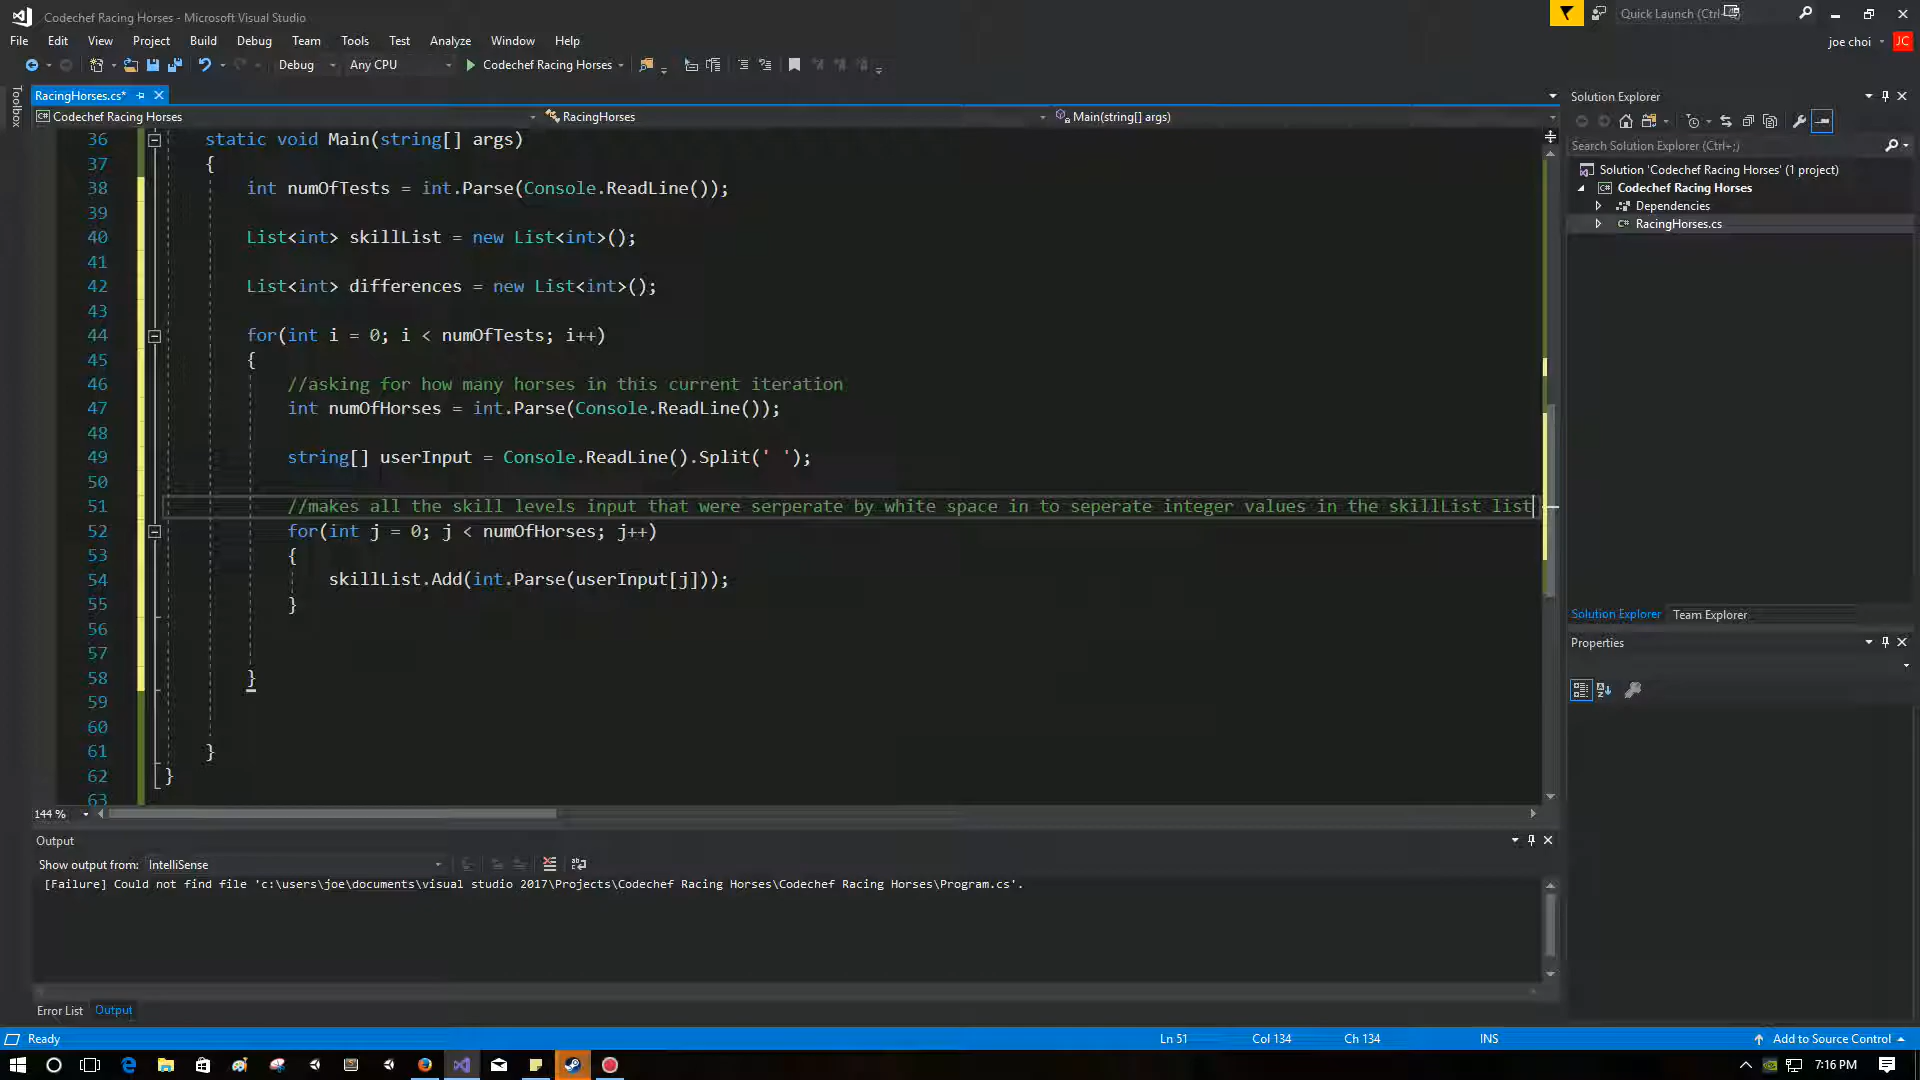 Codechef Racing Horses - Microsoft Visual Studio
Quick Launch (Ctrl+Q)
File Edit View Project Build Debug Team Tools Test Analyze Window Help
joe choi JC
Debug Any CPU Codechef Racing Horses
Toolbox
RacingHorses.cs*
Codechef Racing Horses RacingHorses Main(string[] args)
36 static void Main(string[] args)
37 {
38 int numOfTests = int.Parse(Console.ReadLine());
39
40 List<int> skillList = new List<int>();
41
42 List<int> differences = new List<int>();
43
44 for(int i = 0; i < numOfTests; i++)
45 {
46 //asking for how many horses in this current iteration
47 int numOfHorses = int.Parse(Console.ReadLine());
48
49 string[] userInput = Console.ReadLine().Split(' ');
50
51 //makes all the skill levels input that were serperate by white space in to seperate integer values in the skillList list
52 for(int j = 0; j < numOfHorses; j++)
53 {
54 skillList.Add(int.Parse(userInput[j]));
55 }
56
57
58 }
59
60
61 }
62 }
63
144 %
Solution Explorer
Search Solution Explorer (Ctrl+;)
Solution 'Codechef Racing Horses' (1 project)
Codechef Racing Horses
Dependencies
RacingHorses.cs
Solution Explorer Team Explorer
Properties
Output
Show output from: IntelliSense
[Failure] Could not find file 'c:\users\joe\documents\visual studio 2017\Projects\Codechef Racing Horses\Codechef Racing Horses\Program.cs'.
Error List Output
Ready Ln 51 Col 134 Ch 134 INS Add to Source Control
7:16 PM